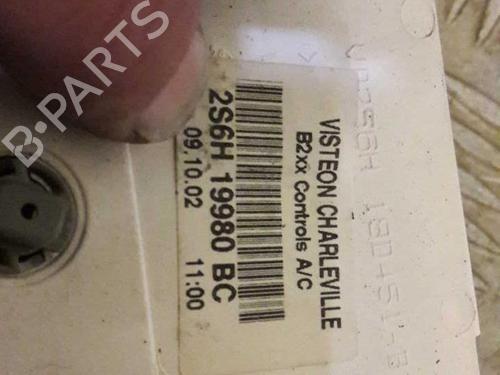 VISTEON CHARLEVILLE
B2xx Controls A/C
2S6H 19980 BC
09.10.02 11:00
B-PARTS